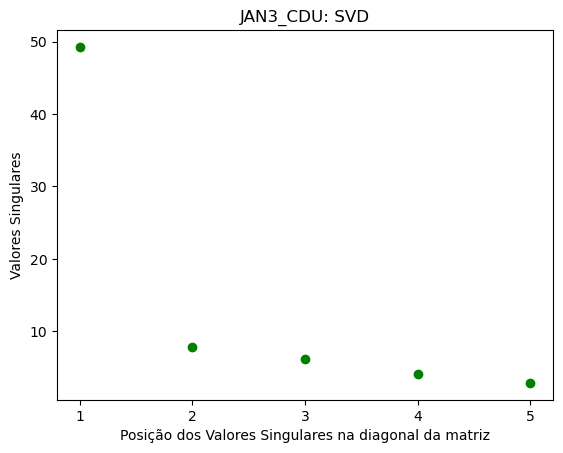 JAN3_CDU: SVD
50
40
30
20
10
Valores Singulares
1 2 3 4 5
Posição dos Valores Singulares na diagonal da matriz